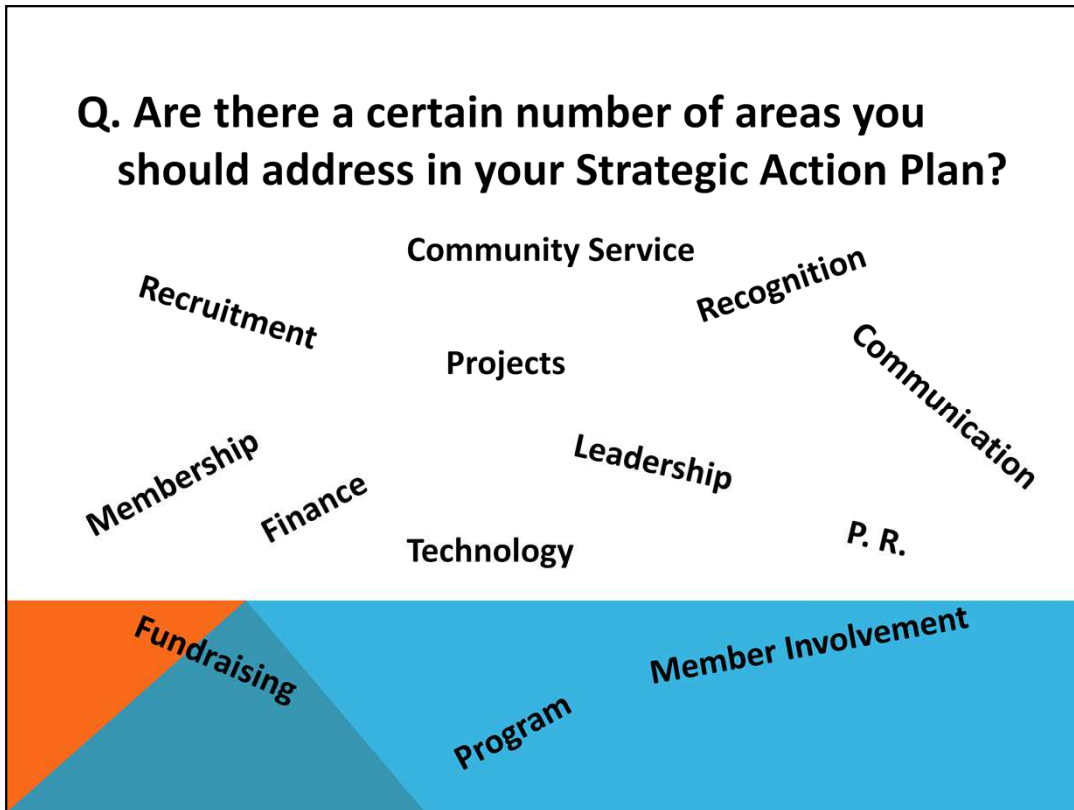 Q. Are there a certain number of areas you
should address in your Strategic Action Plan?
Community Service
Recruitment
Recognition
Projects
Communication
Membership
Finance
Leadership
Technology
P. R.
Fundraising
Member Involvement
Program